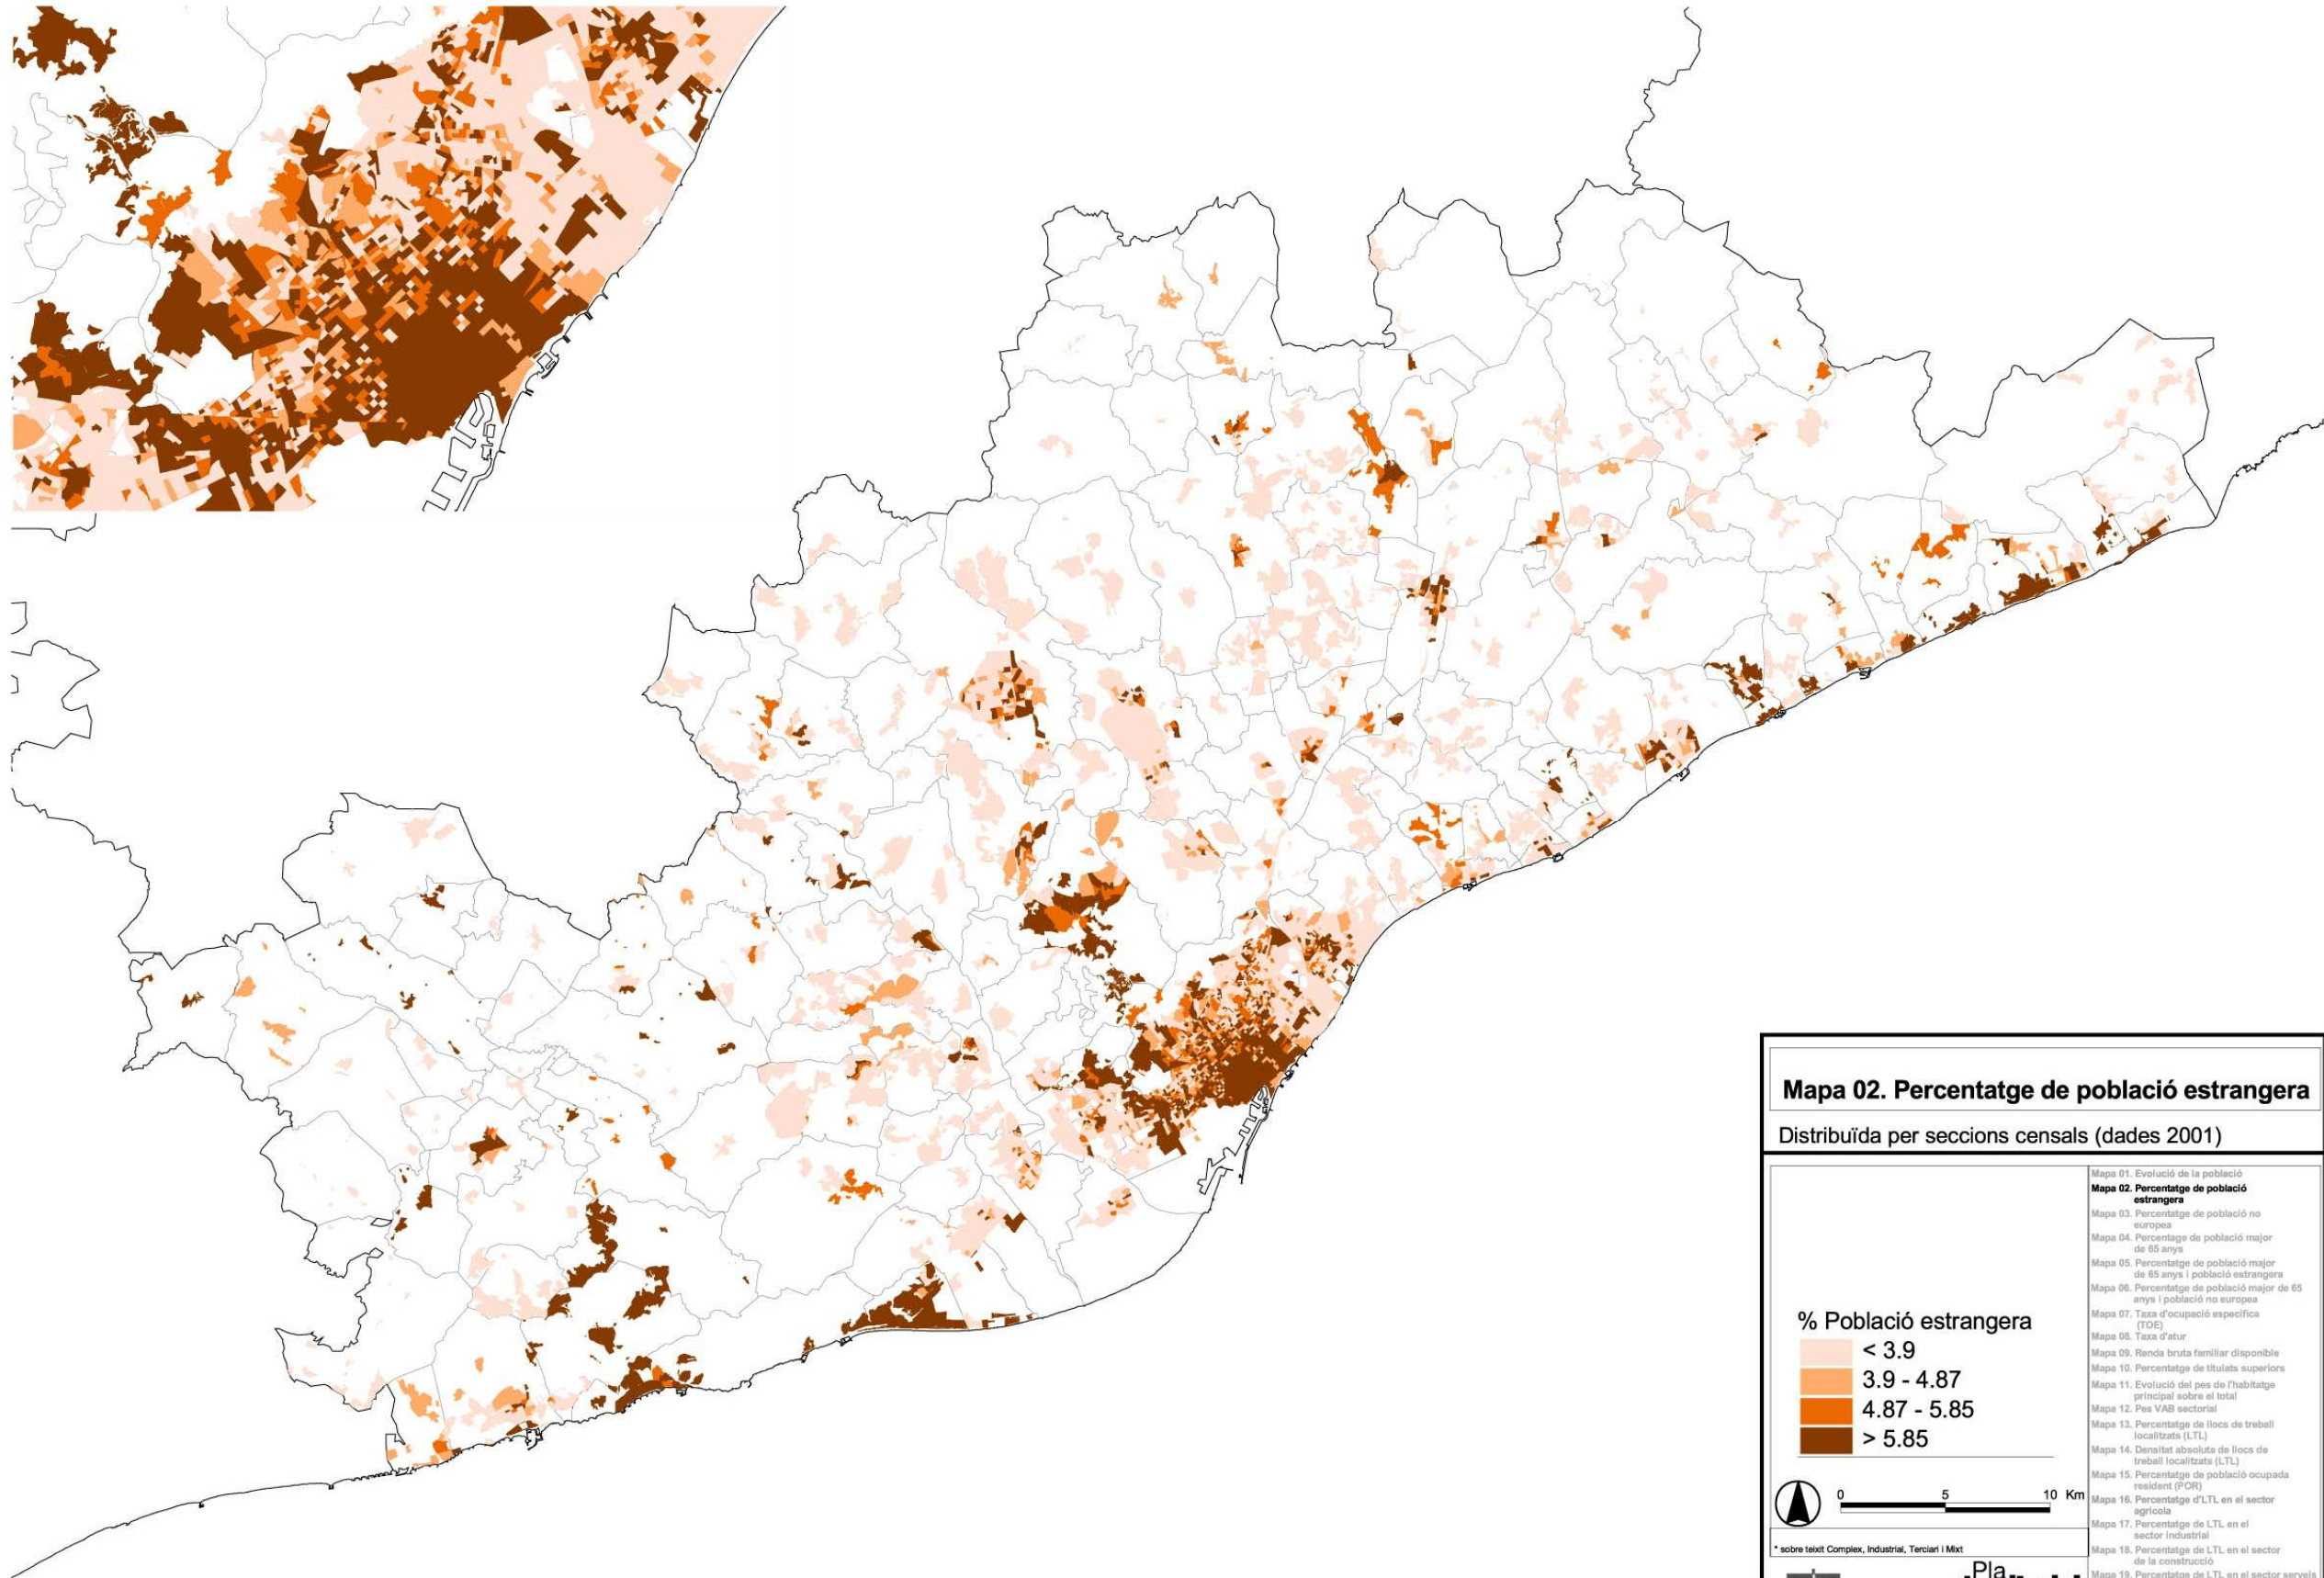 Mapa 02. Percentatge de població estrangera
Distribuïda per seccions censals (dades 2001)
% Població estrangera
< 3.9
3.9 - 4.87
4.87 - 5.85
> 5.85
0 5 10 Km
* sobre teixit Complex, Industrial, Terciari i Mixt
Pla
Mapa 01. Evolució de la població
Mapa 02. Percentatge de població
estrangera
Mapa 03. Percentatge de població no
europea
Mapa 04. Percentage de població major
de 65 anys
Mapa 05. Percentatge de població major
de 65 anys i població estrangera
Mapa 06. Percentatge de població major de 65
anys i població no europea
Mapa 07. Taxa d'ocupació específica
(TOE)
Mapa 08. Taxa d'atur
Mapa 09. Renda bruta familiar disponible
Mapa 10. Percentatge de titulats superiors
Mapa 11. Evolució del pes de l'habitatge
principal sobre el total
Mapa 12. Pes VAB sectorial
Mapa 13. Percentatge de llocs de treball
localitzats (LTL)
Mapa 14. Densitat absoluta de llocs de
treball localitzats (LTL)
Mapa 15. Percentatge de població ocupada
resident (POR)
Mapa 16. Percentatge d'LTL en el sector
agrícola
Mapa 17. Percentatge de LTL en el
sector industrial
Mapa 18. Percentatge de LTL en el sector
de la construcció
Mapa 19. Percentatge de LTL en el sector serveis